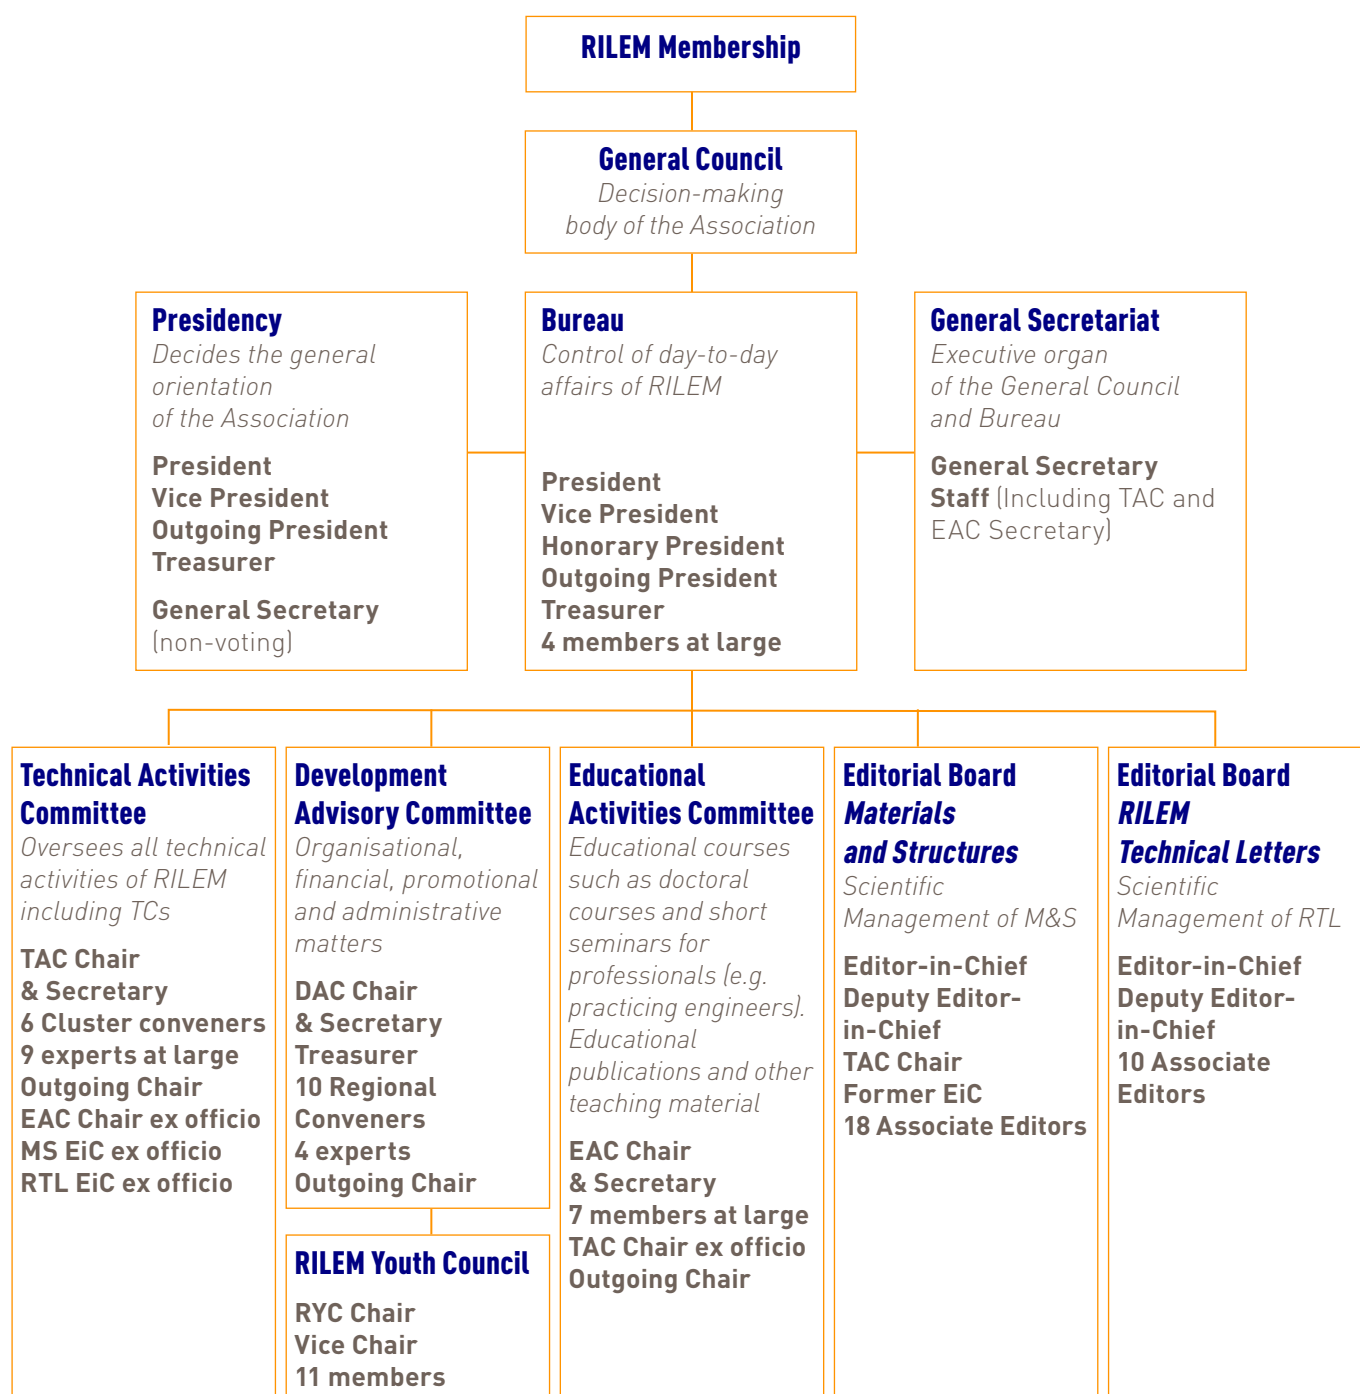 RILEM Membership
General Council
Decision-making
body of the Association
Presidency
Decides the general
orientation
of the Association
President
Vice President
Outgoing President
Treasurer
General Secretary
(non-voting)
Bureau
Control of day-to-day
affairs of RILEM
President
Vice President
Honorary President
Outgoing President
Treasurer
4 members at large
General Secretariat
Executive organ
of the General Council
and Bureau
General Secretary
Staff (Including TAC and
EAC Secretary)
Technical Activities
Committee
Oversees all technical
activities of RILEM
including TCs
TAC Chair
& Secretary
6 Cluster conveners
9 experts at large
Outgoing Chair
EAC Chair ex officio
MS EiC ex officio
RTL EiC ex officio
Development
Advisory Committee
Organisational,
financial, promotional
and administrative
matters
DAC Chair
& Secretary
Treasurer
10 Regional
Conveners
4 experts
Outgoing Chair
RILEM Youth Council
RYC Chair
Vice Chair
11 members
Educational
Activities Committee
Educational courses
such as doctoral
courses and short
seminars for
professionals (e.g.
practicing engineers).
Educational
publications and other
teaching material
EAC Chair
& Secretary
7 members at large
TAC Chair ex officio
Outgoing Chair
Editorial Board
Materials
and Structures
Scientific
Management of M&S
Editor-in-Chief
Deputy Editor-
in-Chief
TAC Chair
Former EiC
18 Associate Editors
Editorial Board
RILEM
Technical Letters
Scientific
Management of RTL
Editor-in-Chief
Deputy Editor-
in-Chief
10 Associate
Editors